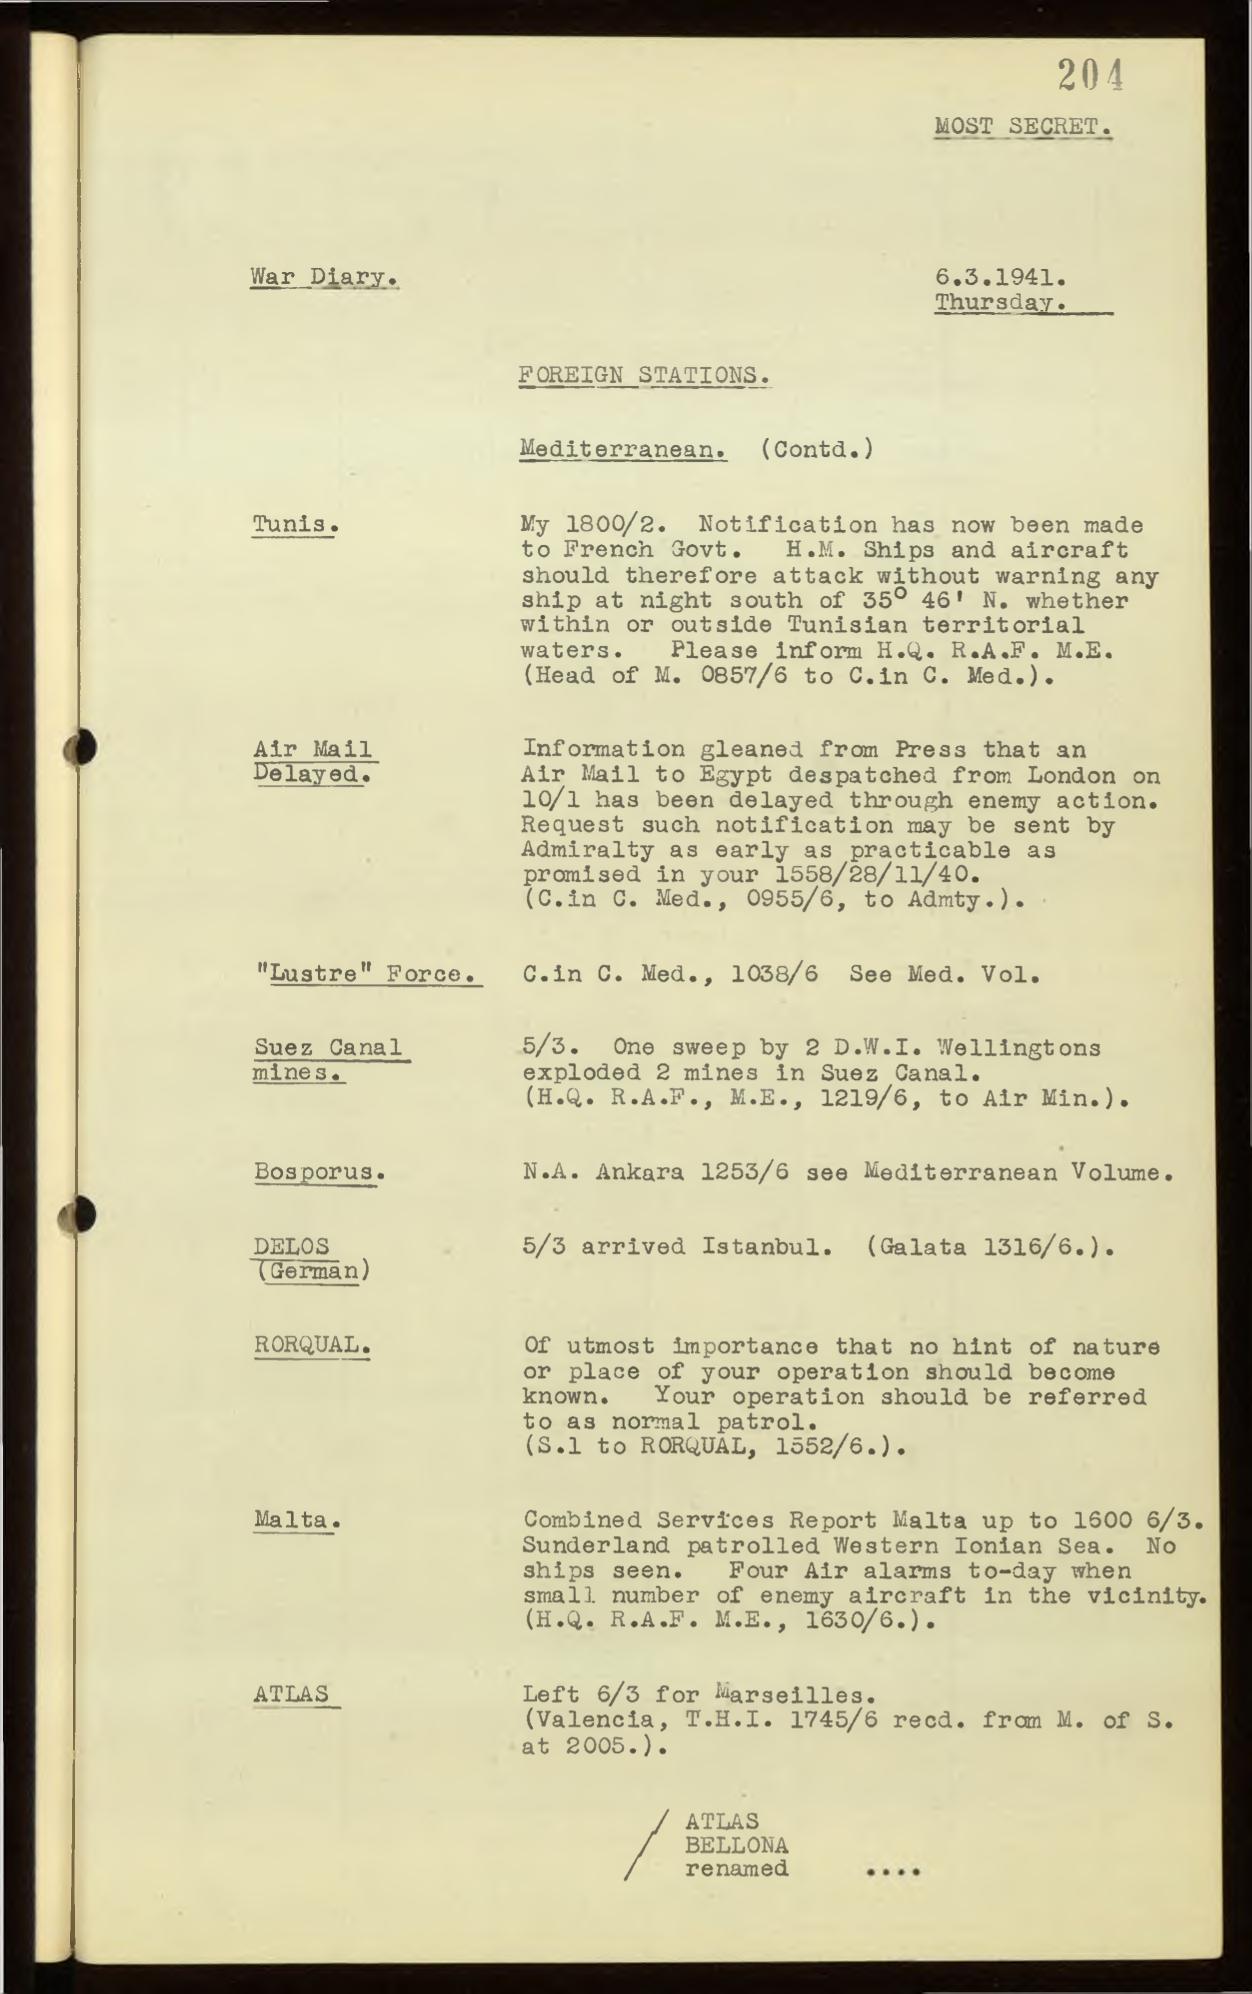 204
MOST SECRET.
War Diary.
6.3.1941.
Thursday.
FOREIGN STATIONS.
Mediterranean. (Contd.)
Tunis.
My 1800/2. Notification has now been made
to French Govt. H.M. Ships and aircraft
should therefore attack without warning any
ship at night south of 35° 46' N. whether
within or outside Tunisian territorial
waters. Please inform H.Q. R.A.F. M.E.
(Head of M. 0857/6 to C.in C. Med.).
Air Mail
Delayed.
Information gleaned from Press that an
Air Mail to Egypt despatched from London on
10/1 has been delayed through enemy action.
Request such notification may be sent by
Admiralty as early as practicable as
promised in your 1558/28/11/40.
(C.in C. Med., 0955/6, to Admty.).
"Lustre" Force.
C.in C. Med., 1038/6 See Med. Vol.
Suez Canal
mines.
5/3. One sweep by 2 D.W.I. Wellingtons
exploded 2 mines in Suez Canal.
(H.Q. R.A.F., M.E., 1219/6, to Air Min.).
Bosporus.
N.A. Ankara 1253/6 see Mediterranean Volume.
DELOS
(German)
5/3 arrived Istanbul. (Galata 1316/6.).
RORQUAL.
Of utmost importance that no hint of nature
or place of your operation should become
known. Your operation should be referred
to as normal patrol.
(S.1 to RORQUAL, 1552/6.).
Malta.
Combined Services Report Malta up to 1600 6/3.
Sunderland patrolled Western Ionian Sea. No
ships seen. Four Air alarms to-day when
small number of enemy aircraft in the vicinity.
(H.Q. R.A.F. M.E., 1630/6.).
ATLAS
Left 6/3 for Marseilles.
(Valencia, T.H.I. 1745/6 recd. from M. of S.
at 2005.).
/ ATLAS
BELLONA
renamed ....